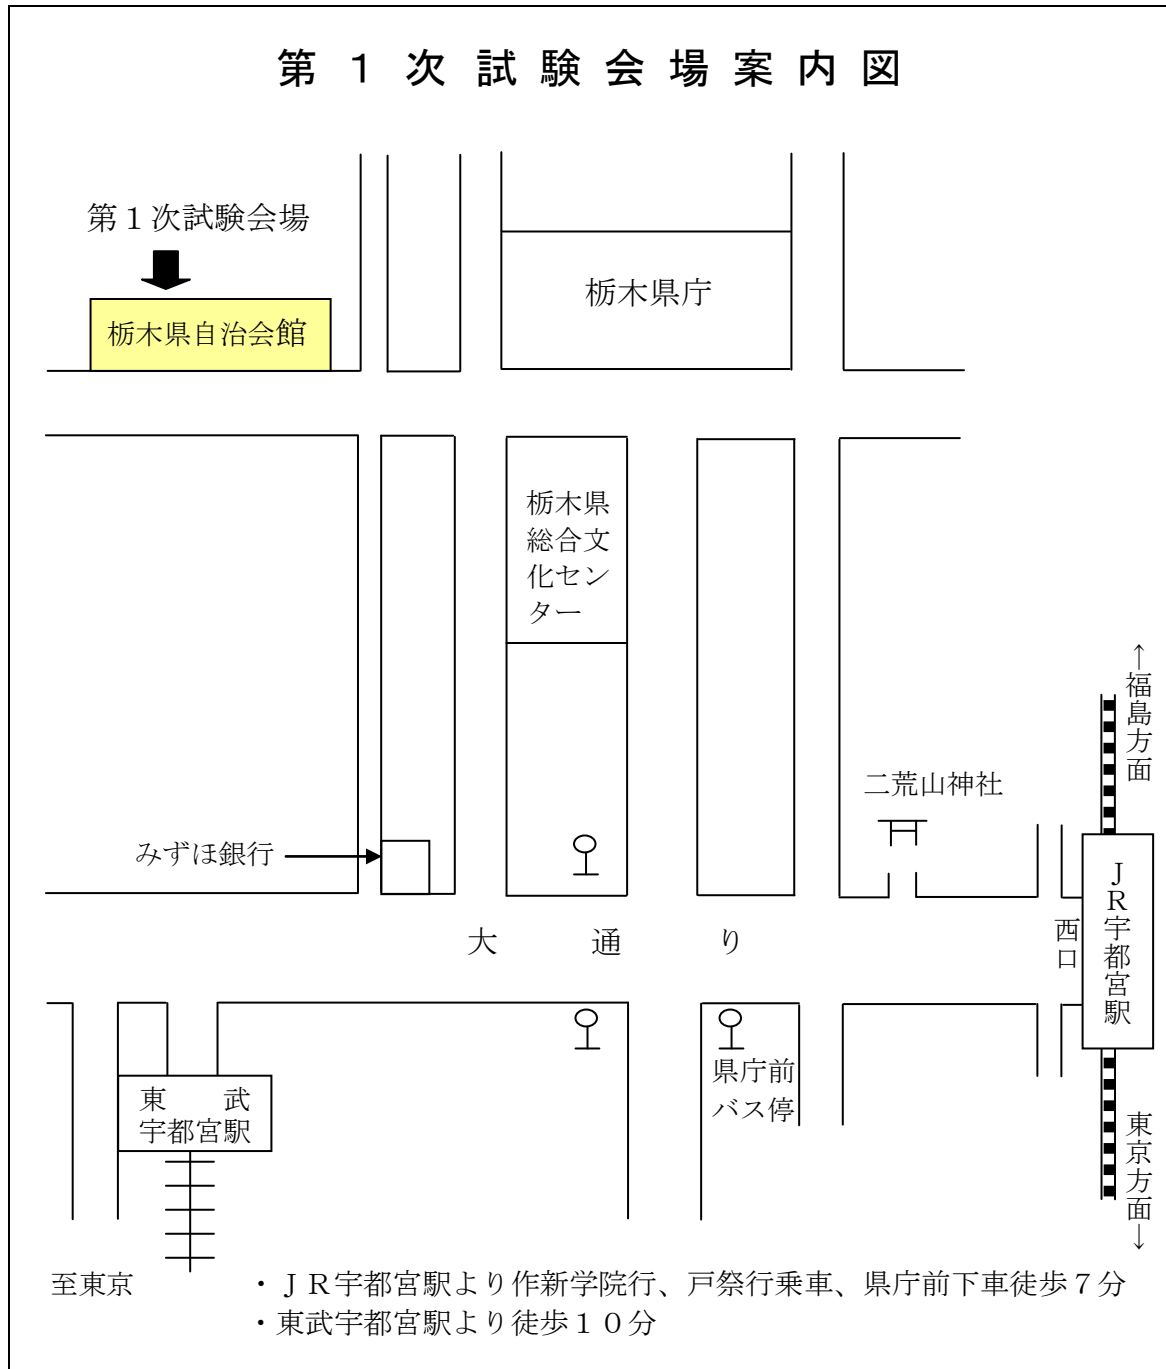 第１次試験会場案内図
第１次試験会場
栃木県庁
栃木県自治会館
栃木県
総合文
化セン
ター
↑福島方面
二荒山神社
みずほ銀行
ＪＲ宇都宮駅
西口
大通り
県庁前
バス停
東武
宇都宮駅
東京方面↓
至東京
・ＪＲ宇都宮駅より作新学院行、戸祭行乗車、県庁前下車徒歩７分
・東武宇都宮駅より徒歩１０分